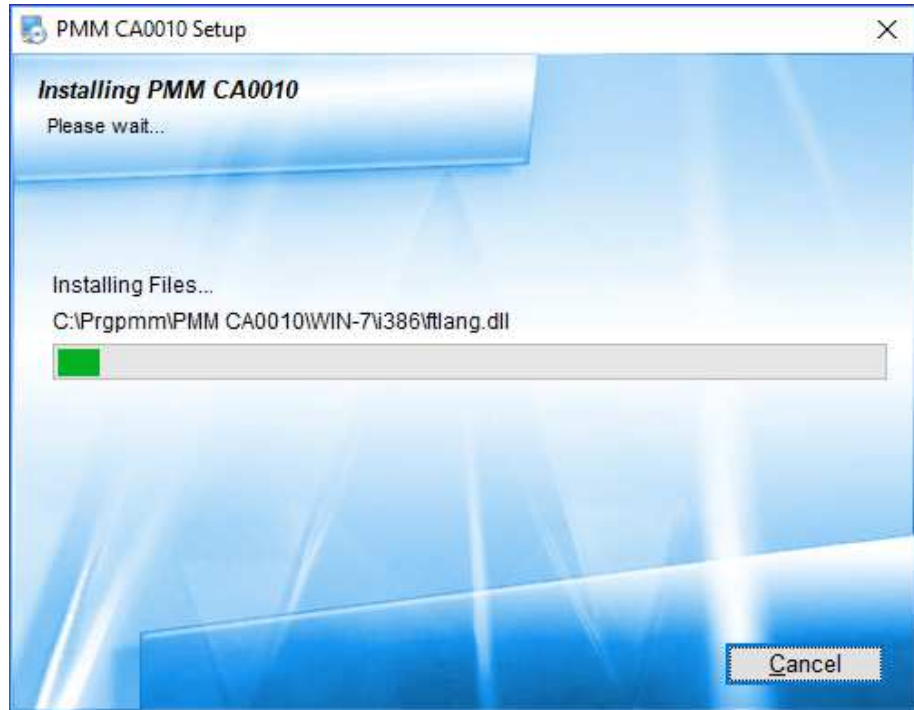 PMM CA0010 Setup
Installing PMM CA0010
Please wait...
Installing Files...
C:\Prgpmm\PMM CA0010\WIN-7\i386\ftlang.dll
Cancel